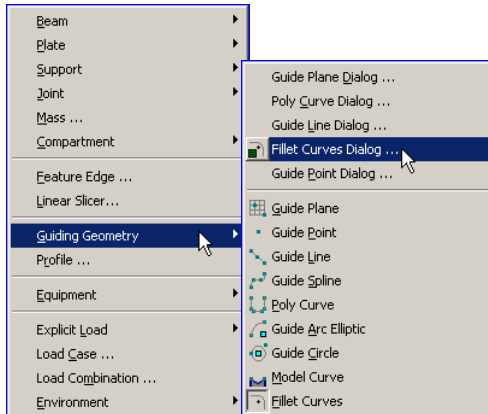 Beam
Plate
Support
Joint
Mass ...
Compartment
Feature Edge ...
Linear Slicer...
Guiding Geometry
Profile ...
Equipment
Explicit Load
Load Case ...
Load Combination ...
Environment
Guide Plane Dialog ...
Poly Curve Dialog ...
Guide Line Dialog ...
Fillet Curves Dialog ...
Guide Point Dialog ...
Guide Plane
Guide Point
Guide Line
Guide Spline
Poly Curve
Guide Arc Elliptic
Guide Circle
Model Curve
Fillet Curves